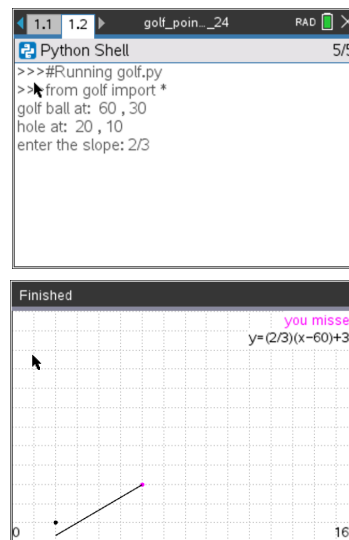 1.1 1.2 golf_poin..._24 RAD
Python Shell 5/5
>>>#Running golf.py
>>>from golf import *
golf ball at: 60 , 30
hole at: 20 , 10
enter the slope: 2/3
Finished
you misse
y=(2/3)(x-60)+3
0 16